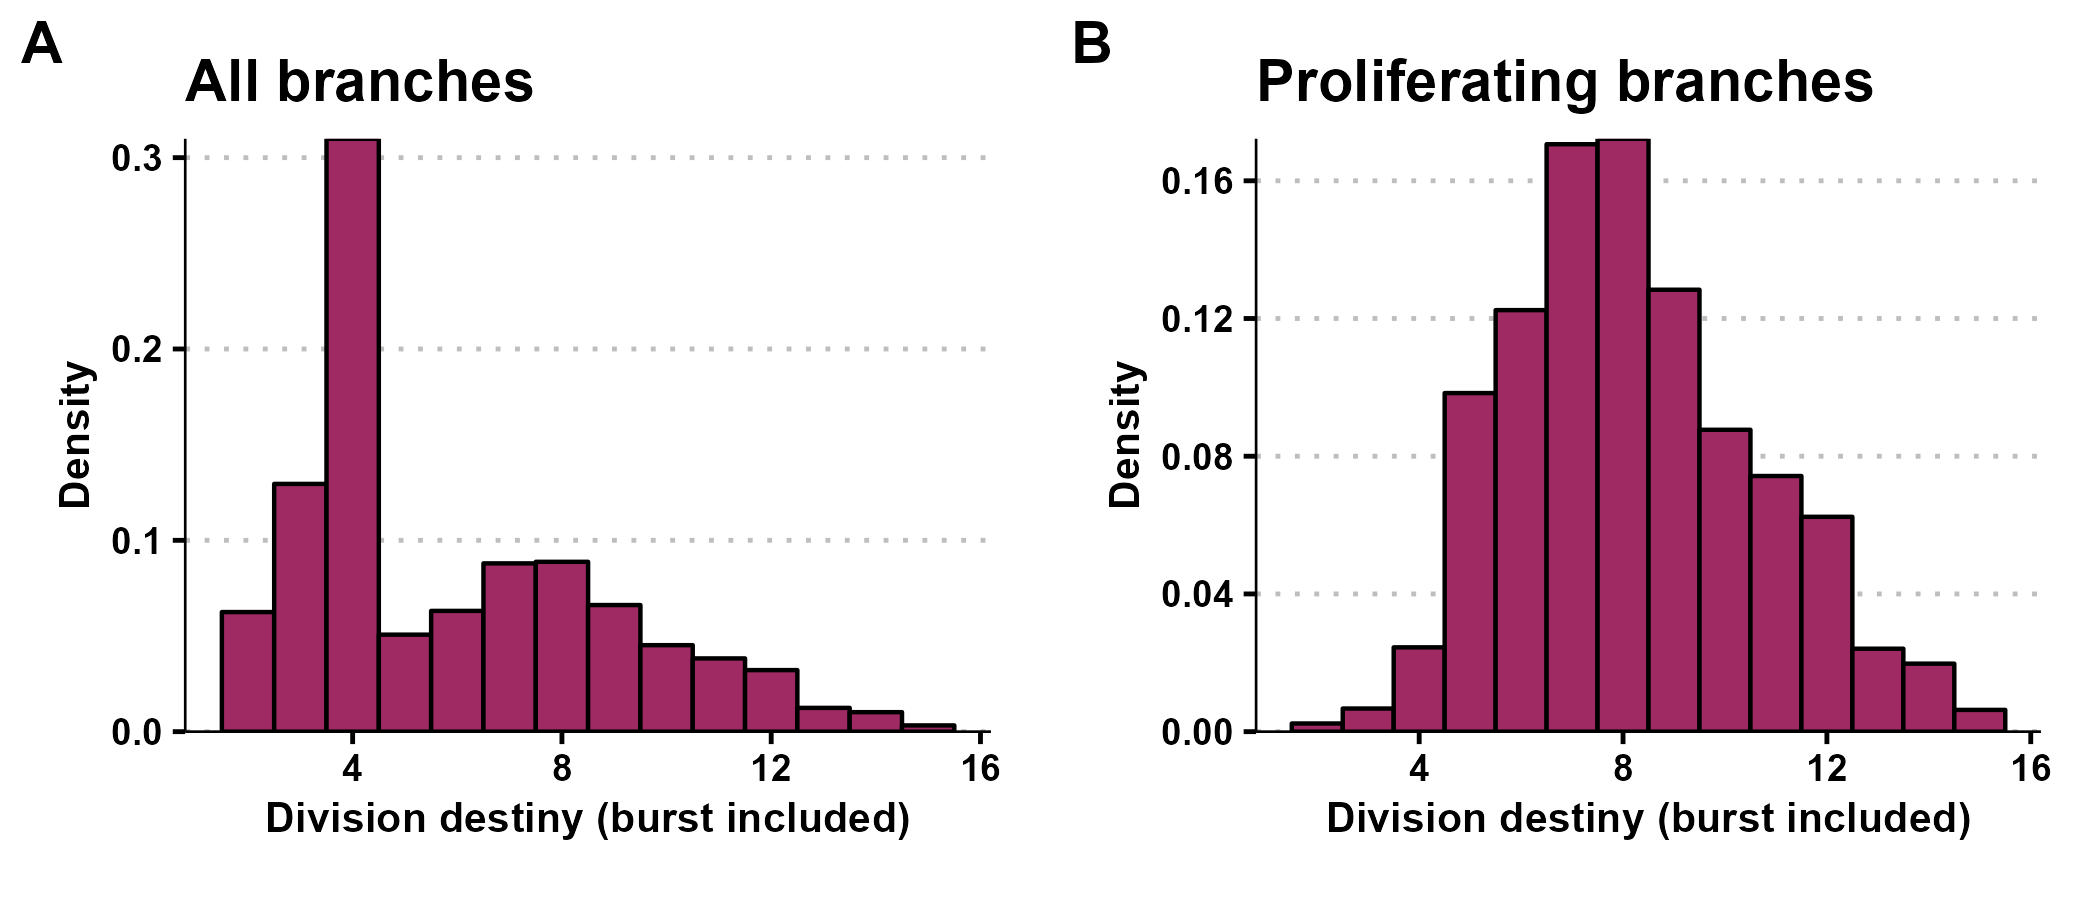 A
All branches
0.3
0.2
0.1
0.0
Density
4 8 12 16
Division destiny (burst included)
B
Proliferating branches
0.16
0.12
0.08
0.04
0.00
Density
4 8 12 16
Division destiny (burst included)